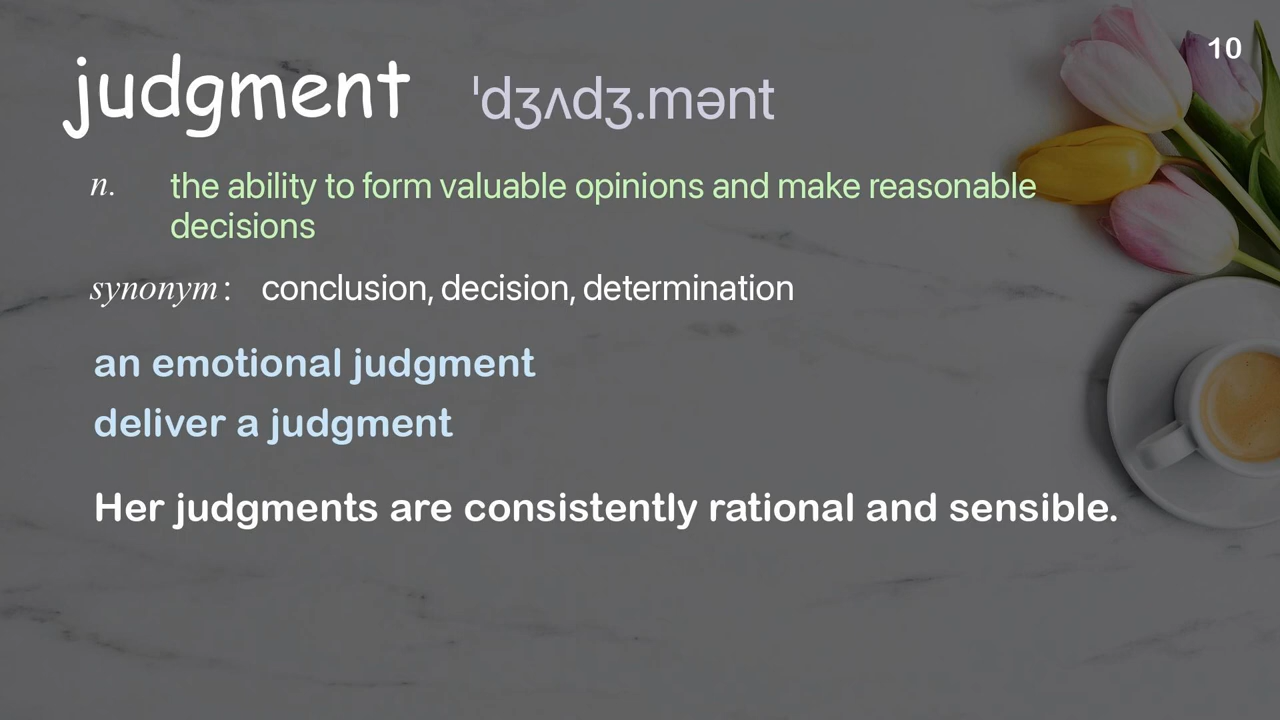 10
judgment ˈdʒʌdʒ.mənt
n. the ability to form valuable opinions and make reasonable
decisions
synonym: conclusion, decision, determination
an emotional judgment
deliver a judgment
Her judgments are consistently rational and sensible.